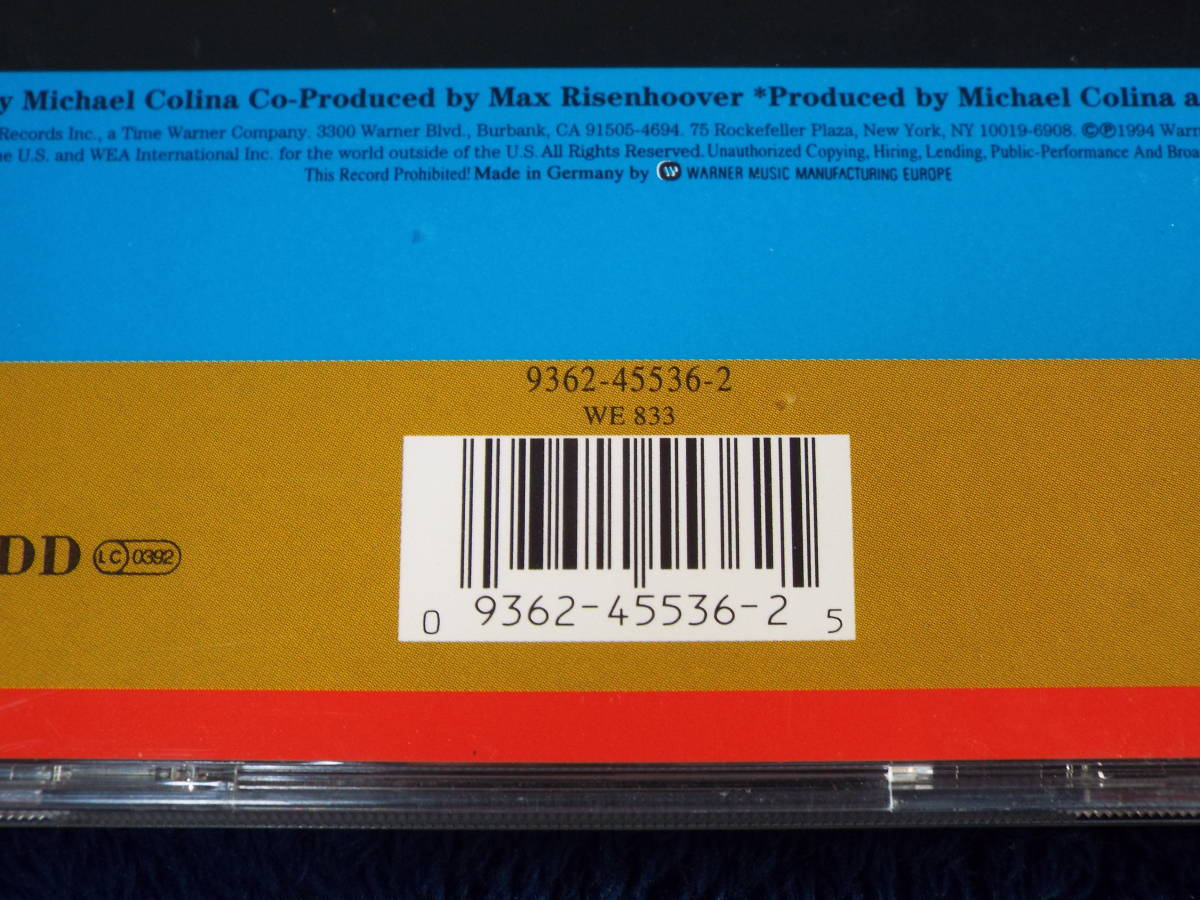 y Michael Colina Co-Produced by Max Risenhoover *Produced by Michael Colina a
Records Inc., a Time Warner Company. 3300 Warner Blvd., Burbank, CA 91505-4694. 75 Rockefeller Plaza, New York, NY 10019-6908. ©℗1994 Warn
e U.S. and WEA International Inc. for the world outside of the U.S. All Rights Reserved. Unauthorized Copying, Hiring, Lending, Public-Performance And Broa
This Record Prohibited! Made in Germany by WARNER MUSIC MANUFACTURING EUROPE
9362-45536-2
WE 833
DD LC 0392
0 9362-45536-2 5